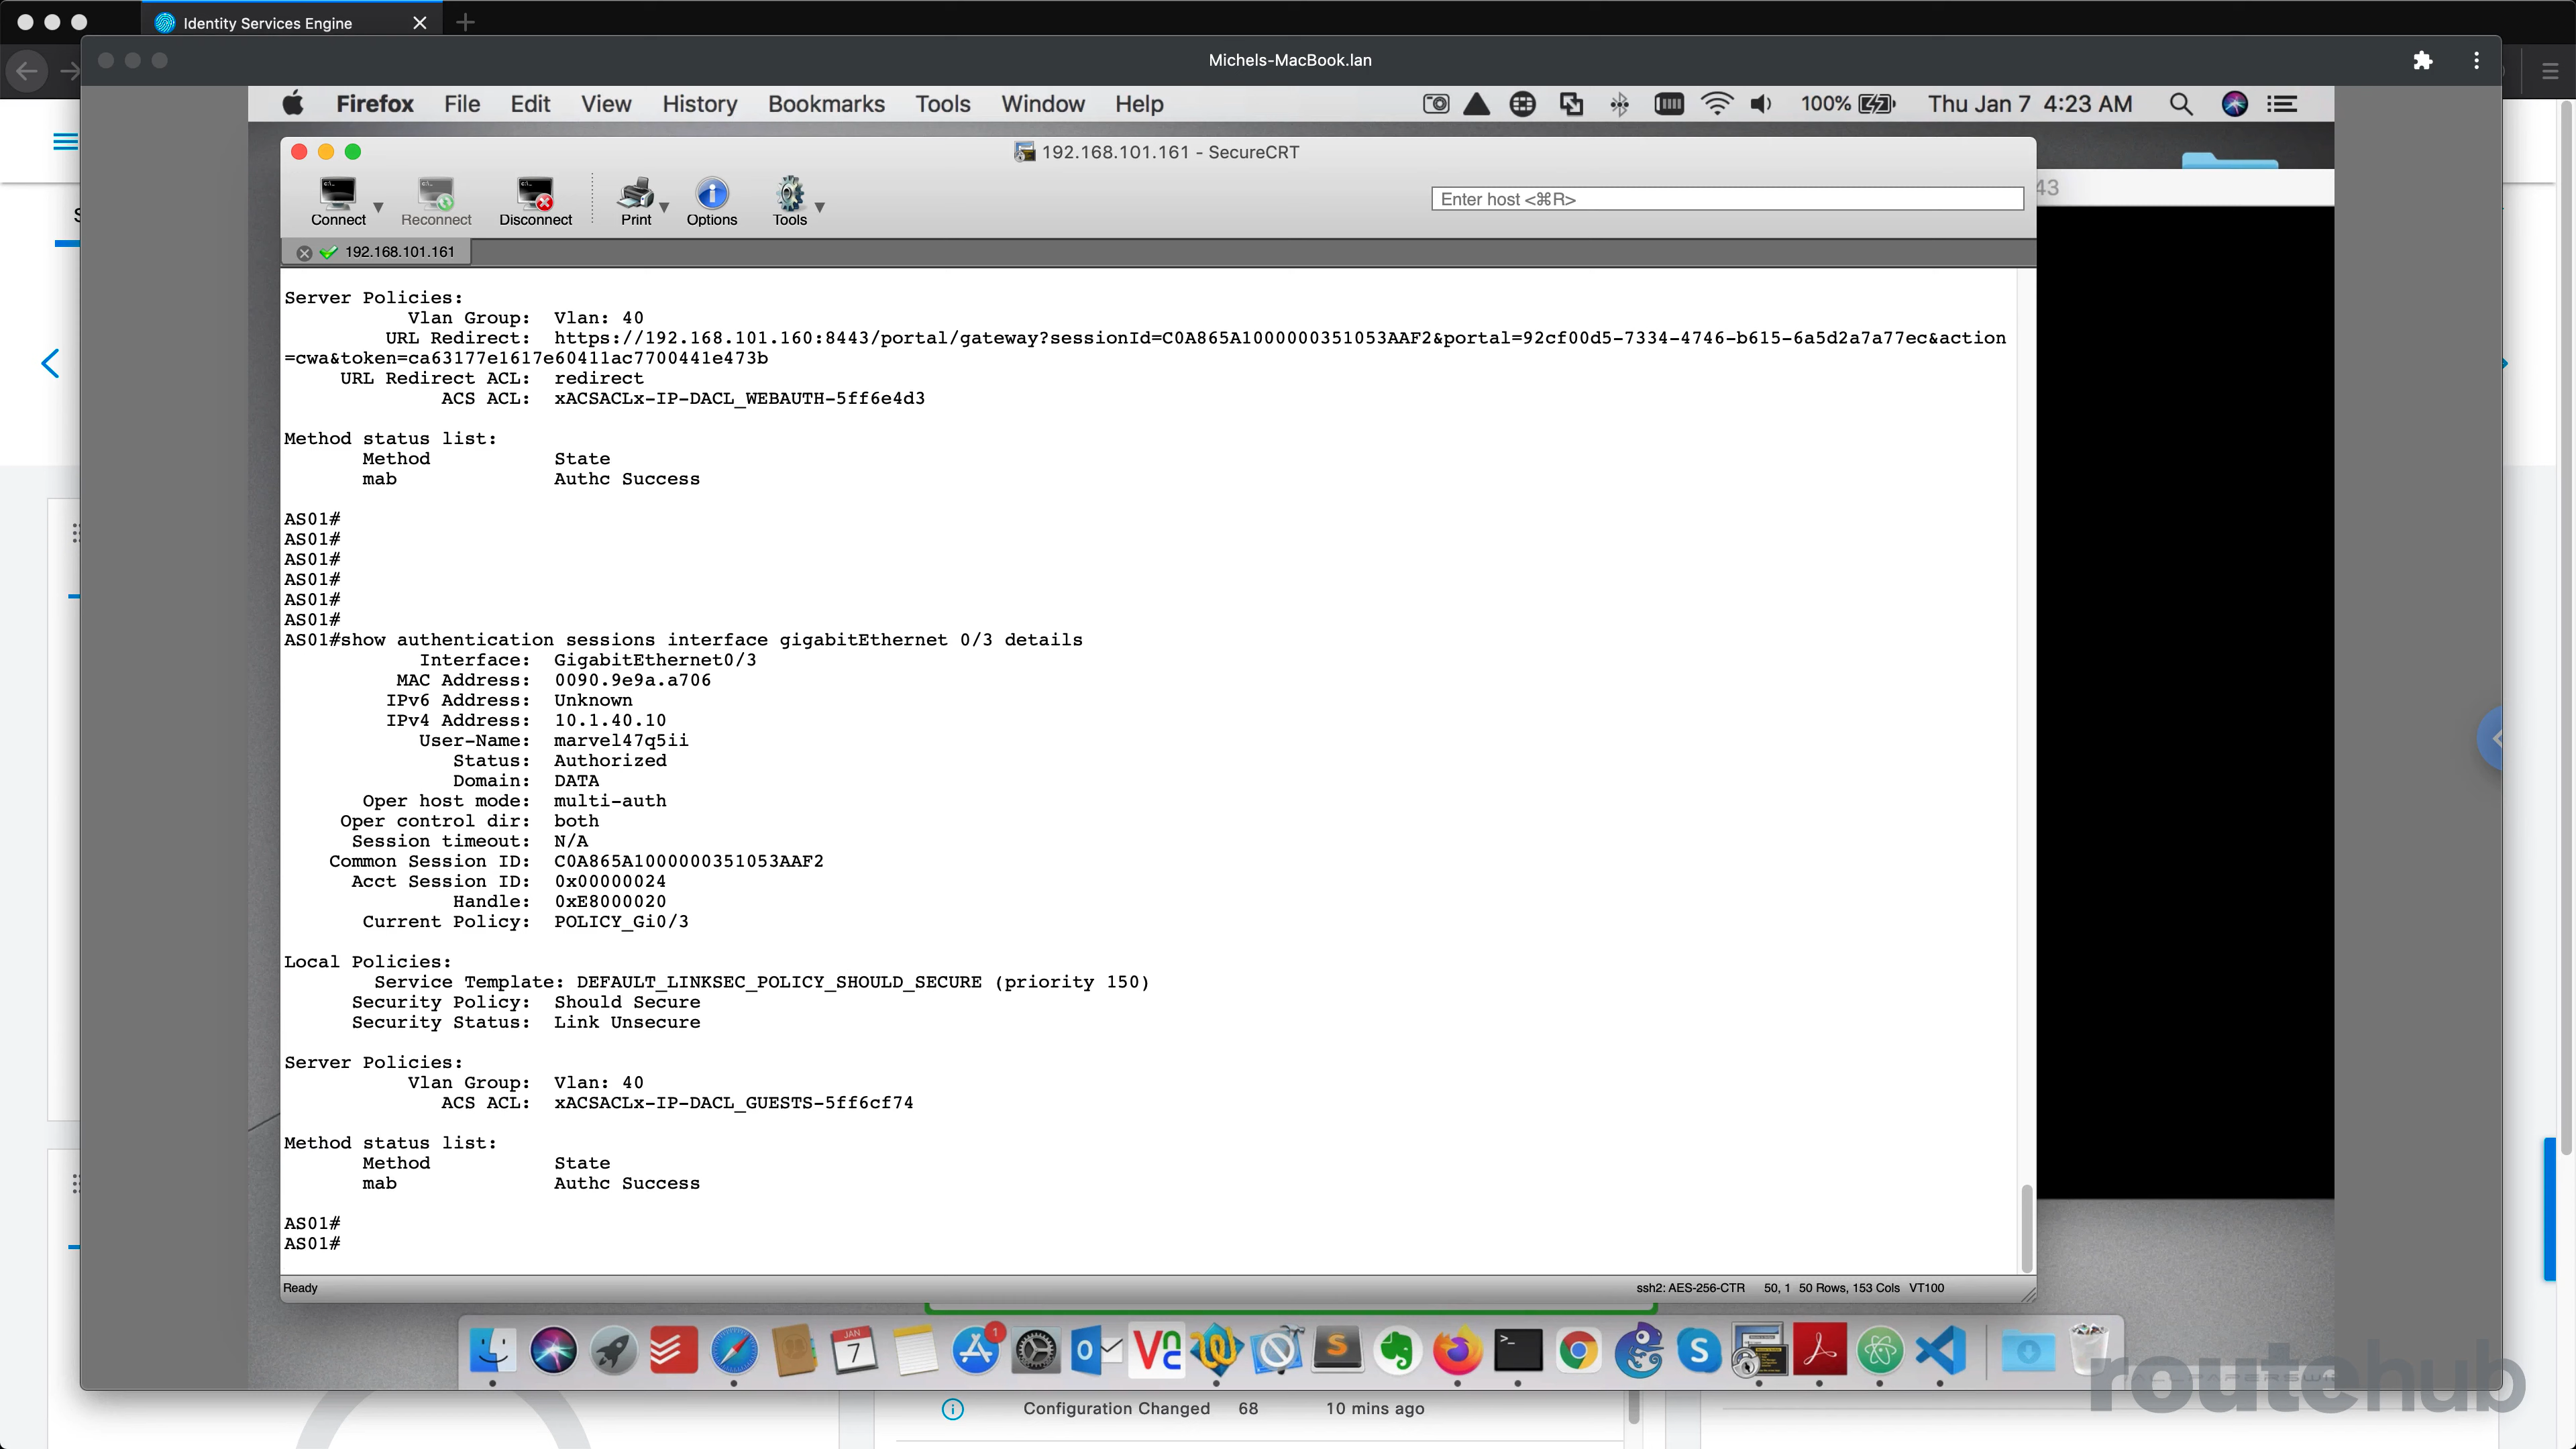 Identity Services Engine
Michels-MacBook.lan
Firefox File Edit View History Bookmarks Tools Window Help 100% Thu Jan 7 4:23 AM
192.168.101.161 - SecureCRT
43
Connect Reconnect Disconnect Print Options Tools Enter host <⌘R>
192.168.101.161
Server Policies:
Vlan Group: Vlan: 40
URL Redirect: https://192.168.101.160:8443/portal/gateway?sessionId=C0A865A1000000351053AAF2&portal=92cf00d5-7334-4746-b615-6a5d2a7a77ec&action
=cwa&token=ca63177e1617e60411ac7700441e473b
URL Redirect ACL: redirect
ACS ACL: xACSACLx-IP-DACL_WEBAUTH-5ff6e4d3
Method status list:
Method State
mab Authc Success
AS01#
AS01#
AS01#
AS01#
AS01#
AS01#
AS01#show authentication sessions interface gigabitEthernet 0/3 details
Interface: GigabitEthernet0/3
MAC Address: 0090.9e9a.a706
IPv6 Address: Unknown
IPv4 Address: 10.1.40.10
User-Name: marvel47q5ii
Status: Authorized
Domain: DATA
Oper host mode: multi-auth
Oper control dir: both
Session timeout: N/A
Common Session ID: C0A865A1000000351053AAF2
Acct Session ID: 0x00000024
Handle: 0xE8000020
Current Policy: POLICY_Gi0/3
Local Policies:
Service Template: DEFAULT_LINKSEC_POLICY_SHOULD_SECURE (priority 150)
Security Policy: Should Secure
Security Status: Link Unsecure
Server Policies:
Vlan Group: Vlan: 40
ACS ACL: xACSACLx-IP-DACL_GUESTS-5ff6cf74
Method status list:
Method State
mab Authc Success
AS01#
AS01#
Ready ssh2: AES-256-CTR 50, 1 50 Rows, 153 Cols VT100
JAN
7
1
routehub
Configuration Changed 68 10 mins ago